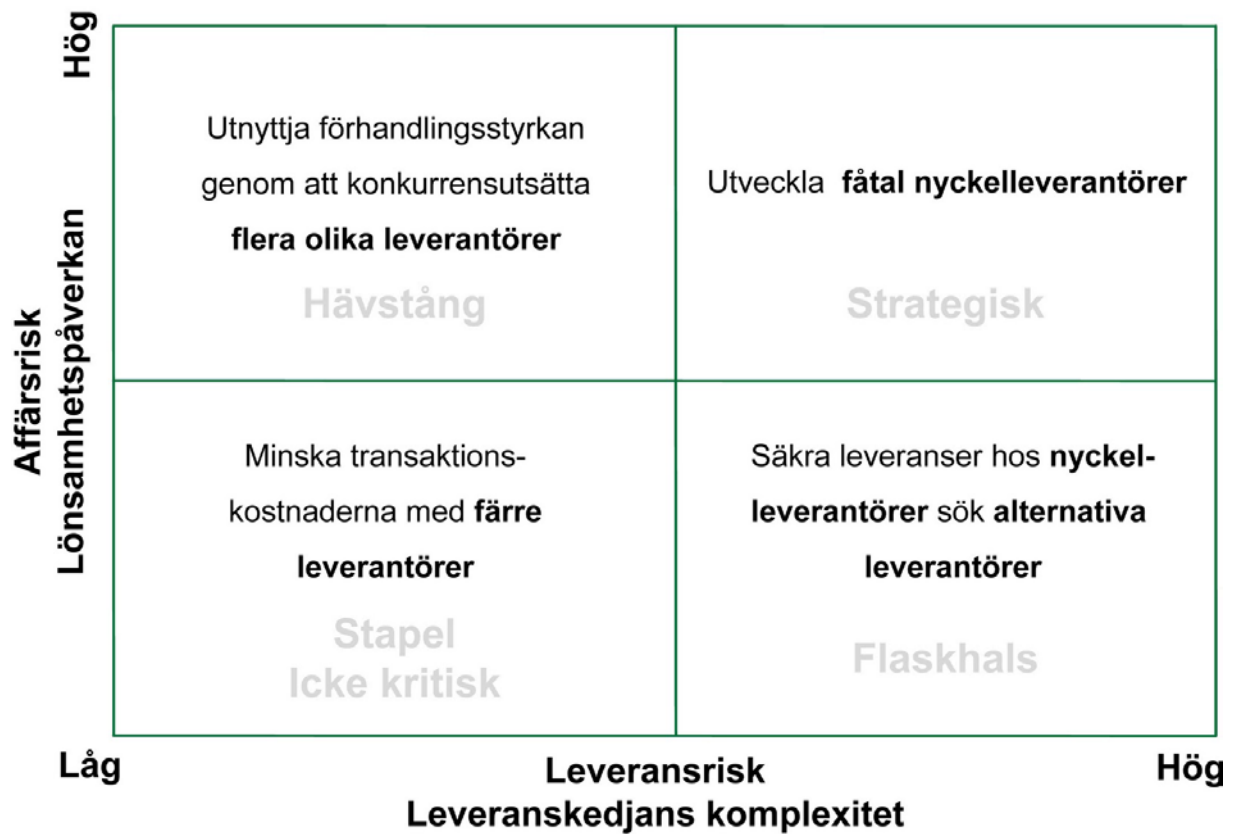 Hög
Affärsrisk
Lönsamhetspåverkan
Utnyttja förhandlingsstyrkan
genom att konkurrensutsätta
flera olika leverantörer
Hävstång
Utveckla fåtal nyckelleverantörer
Strategisk
Minska transaktions-
kostnaderna med färre
leverantörer
Stapel
Icke kritisk
Säkra leveranser hos nyckel-
leverantörer sök alternativa
leverantörer
Flaskhals
Låg
Leveransrisk
Leveranskedjans komplexitet
Hög